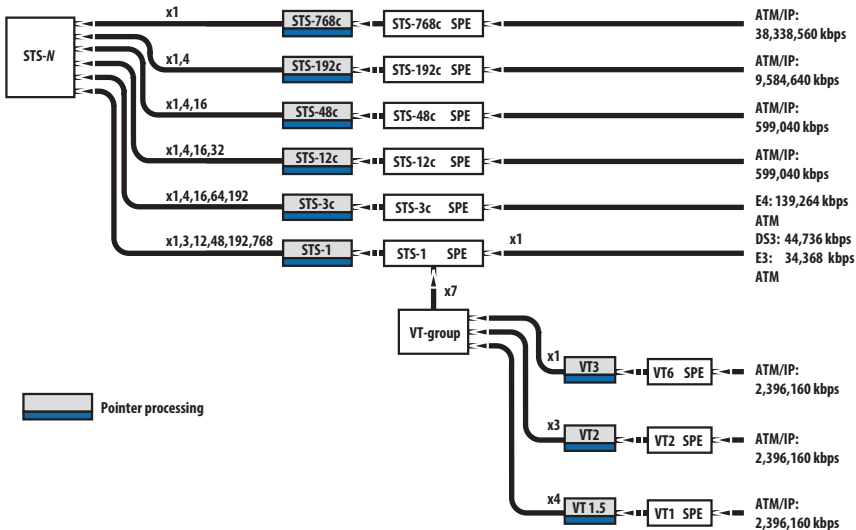 STS-N
x1
STS-768c
STS-768c SPE
ATM/IP:
38,338,560 kbps
x1,4
STS-192c
STS-192c SPE
ATM/IP:
9,584,640 kbps
x1,4,16
STS-48c
STS-48c SPE
ATM/IP:
599,040 kbps
x1,4,16,32
STS-12c
STS-12c SPE
ATM/IP:
599,040 kbps
x1,4,16,64,192
STS-3c
STS-3c SPE
E4: 139,264 kbps
ATM
x1,3,12,48,192,768
STS-1
STS-1 SPE
x1
DS3: 44,736 kbps
E3: 34,368 kbps
ATM
x7
VT-group
x1
VT3
VT6 SPE
ATM/IP:
2,396,160 kbps
Pointer processing
x3
VT2
VT2 SPE
ATM/IP:
2,396,160 kbps
x4
VT 1.5
VT1 SPE
ATM/IP:
2,396,160 kbps